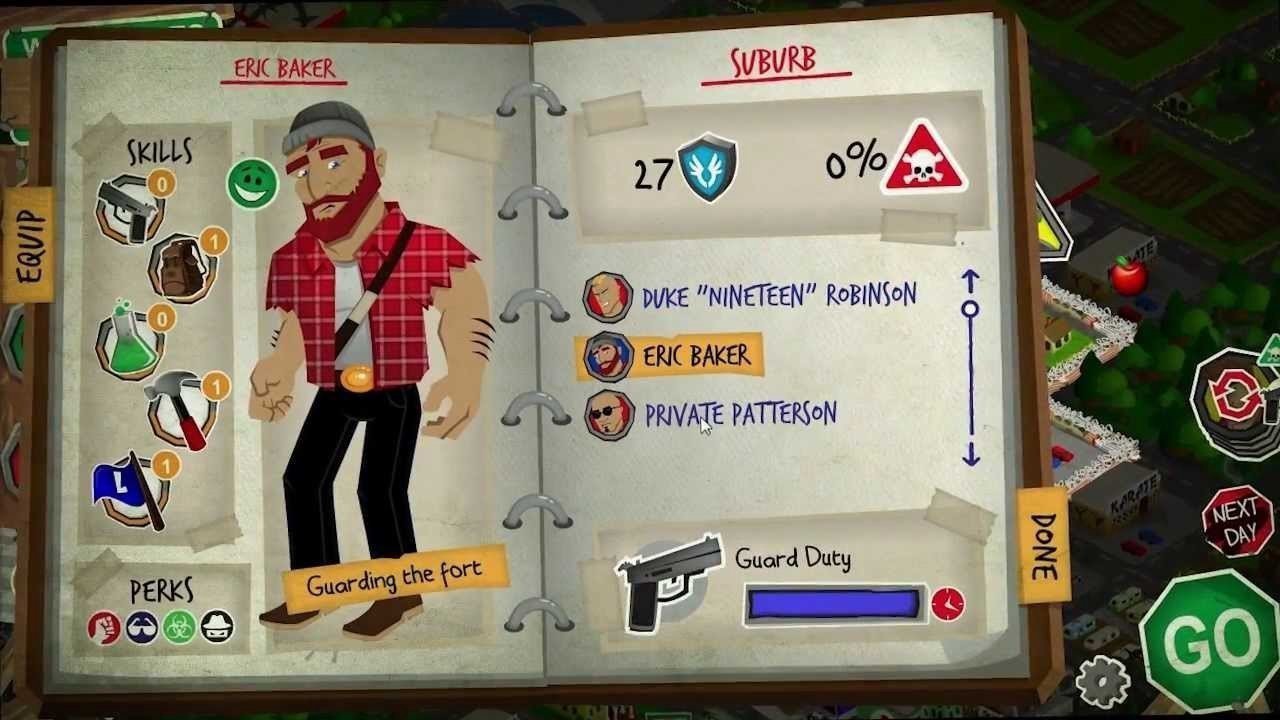 W
ERIC BAKER
SKILLS
0
1
0
1
L
1
EQUIP
Guarding the fort
PERKS
SUBURB
27
0%
DUKE "NINETEEN" ROBINSON
ERIC BAKER
PRIVATE PATTERSON
Guard Duty
DONE
KARATE
NEXT
DAY
GO